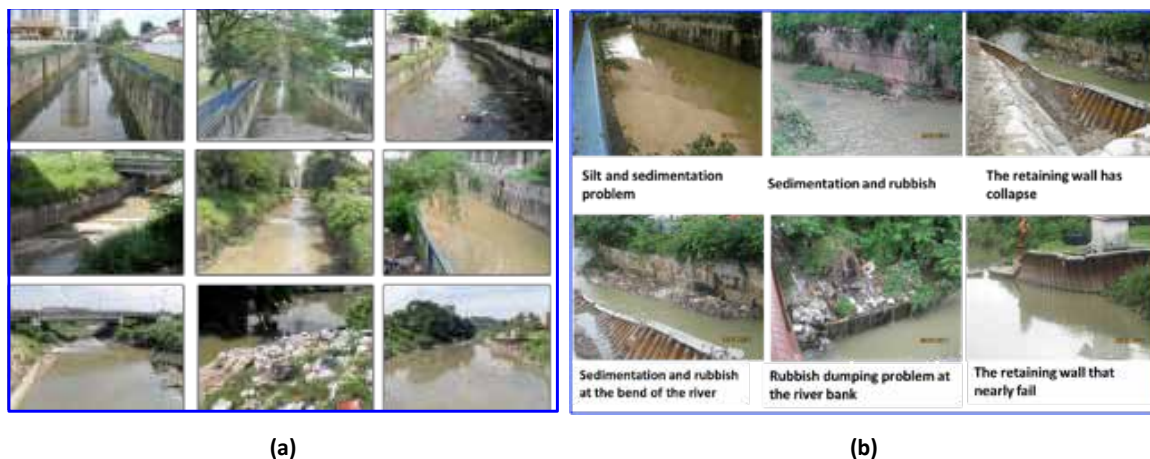 Silt and sedimentation
problem
Sedimentation and rubbish
The retaining wall has
collapse
Sedimentation and rubbish
at the bend of the river
Rubbish dumping problem at
the river bank
The retaining wall that
nearly fail
(a)
(b)